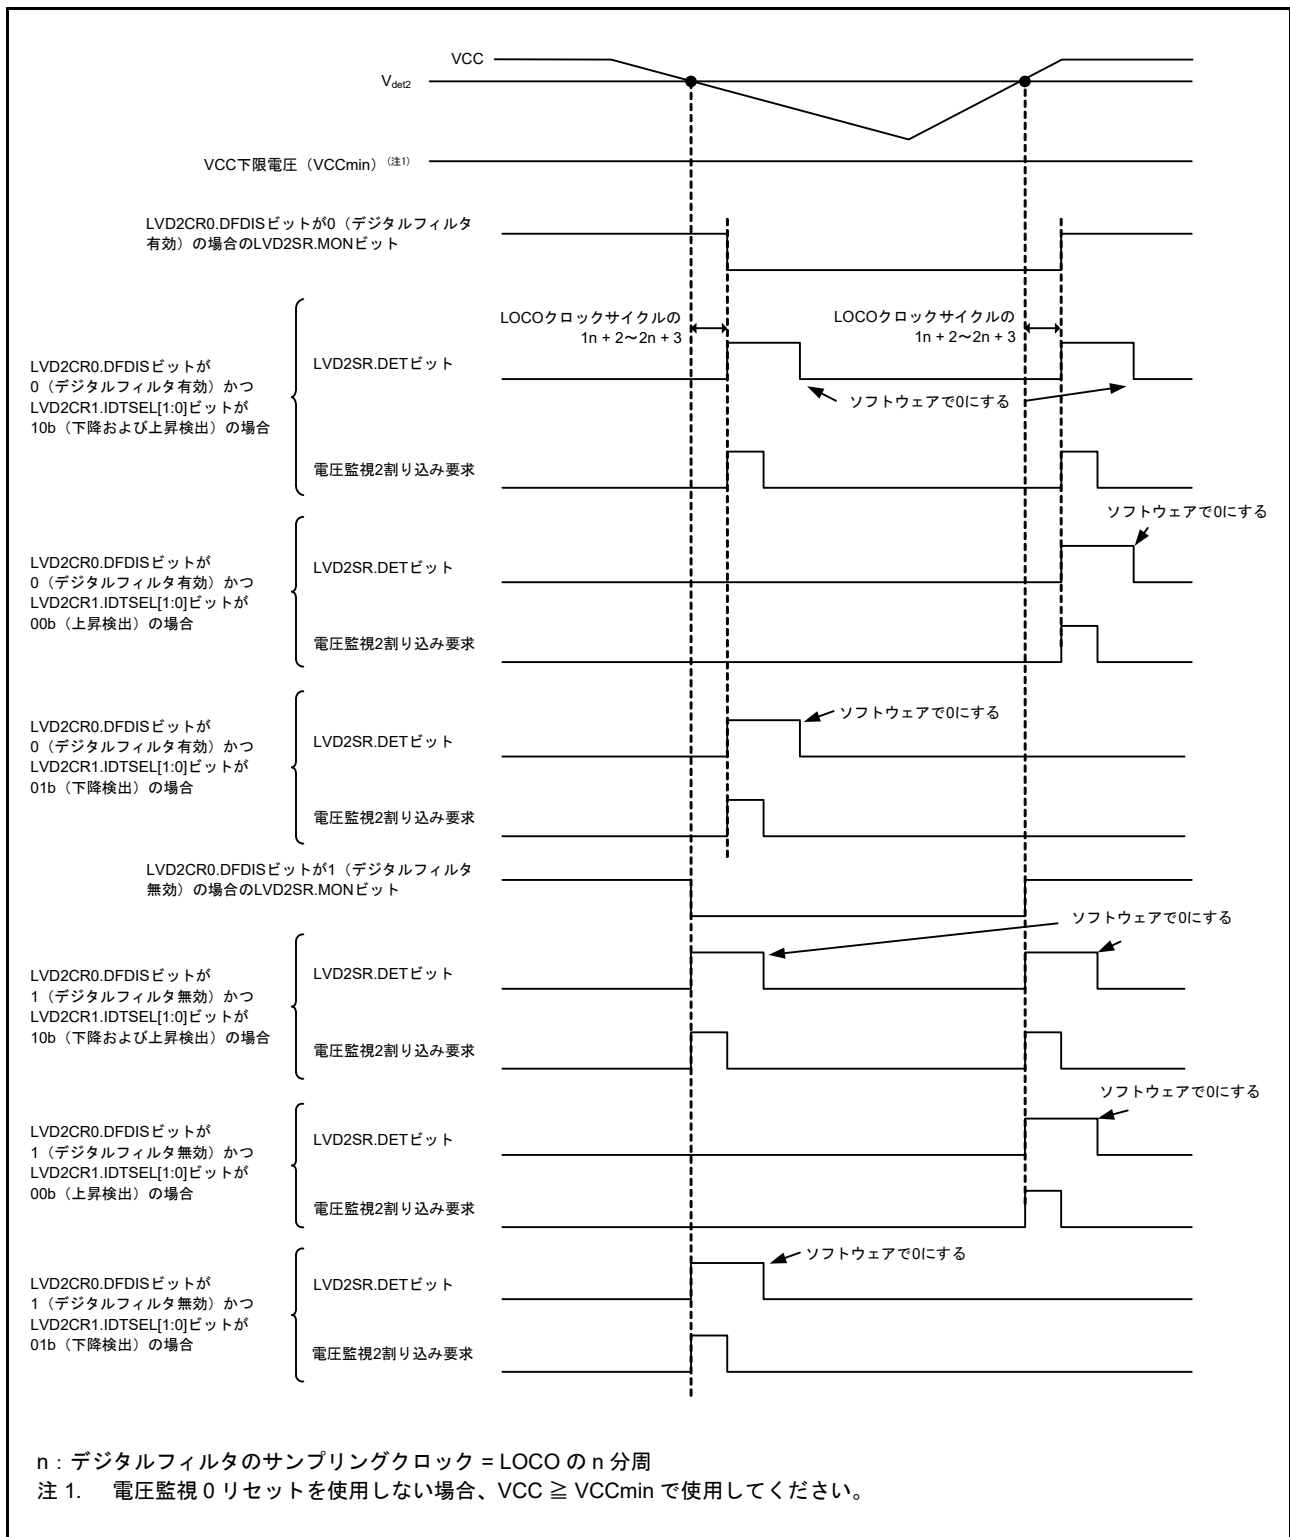 VCC
Vdet2
VCC下限電圧（VCCmin）(注1)
LVD2CR0.DFDISビットが0（デジタルフィルタ
有効）の場合のLVD2SR.MONビット
LOCOクロックサイクルの
1n + 2～2n + 3
LOCOクロックサイクルの
1n + 2～2n + 3
LVD2CR0.DFDISビットが
0（デジタルフィルタ有効）かつ
LVD2CR1.IDTSEL[1:0]ビットが
10b（下降および上昇検出）の場合
LVD2SR.DETビット
ソフトウェアで0にする
電圧監視2割り込み要求
ソフトウェアで0にする
LVD2CR0.DFDISビットが
0（デジタルフィルタ有効）かつ
LVD2CR1.IDTSEL[1:0]ビットが
00b（上昇検出）の場合
LVD2SR.DETビット
電圧監視2割り込み要求
LVD2CR0.DFDISビットが
0（デジタルフィルタ有効）かつ
LVD2CR1.IDTSEL[1:0]ビットが
01b（下降検出）の場合
ソフトウェアで0にする
LVD2SR.DETビット
電圧監視2割り込み要求
LVD2CR0.DFDISビットが1（デジタルフィルタ
無効）の場合のLVD2SR.MONビット
ソフトウェアで0にする
LVD2CR0.DFDISビットが
1（デジタルフィルタ無効）かつ
LVD2CR1.IDTSEL[1:0]ビットが
10b（下降および上昇検出）の場合
LVD2SR.DETビット
電圧監視2割り込み要求
ソフトウェアで0にする
LVD2CR0.DFDISビットが
1（デジタルフィルタ無効）かつ
LVD2CR1.IDTSEL[1:0]ビットが
00b（上昇検出）の場合
LVD2SR.DETビット
電圧監視2割り込み要求
ソフトウェアで0にする
LVD2CR0.DFDISビットが
1（デジタルフィルタ無効）かつ
LVD2CR1.IDTSEL[1:0]ビットが
01b（下降検出）の場合
LVD2SR.DETビット
電圧監視2割り込み要求
n：デジタルフィルタのサンプリングクロック = LOCO の n 分周
注 1. 電圧監視 0 リセットを使用しない場合、VCC ≧ VCCmin で使用してください。